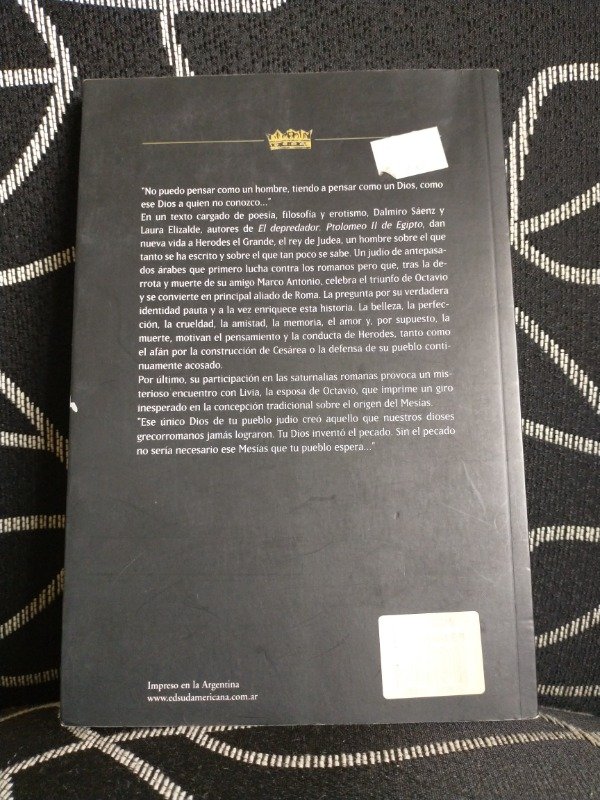 "No puedo pensar como un hombre, tiendo a pensar como un Dios, como
ese Dios a quien no conozco..."
En un texto cargado de poesía, filosofía y erotismo, Dalmiro Sáenz y
Laura Elizalde, autores de El depredador. Ptolomeo II de Egipto, dan
nueva vida a Herodes el Grande, el rey de Judea, un hombre sobre el que
tanto se ha escrito y sobre el que tan poco se sabe. Un judío de antepasa-
dos árabes que primero lucha contra los romanos pero que, tras la de-
rrota y muerte de su amigo Marco Antonio, celebra el triunfo de Octavio
y se convierte en principal aliado de Roma. La pregunta por su verdadera
identidad pauta y a la vez enriquece esta historia. La belleza, la perfec-
ción, la crueldad, la amistad, la memoria, el amor y, por supuesto, la
muerte, motivan el pensamiento y la conducta de Herodes, tanto como
el afán por la construcción de Cesárea o la defensa de su pueblo conti-
nuamente acosado.
Por último, su participación en las saturnalias romanas provoca un mis-
terioso encuentro con Livia, la esposa de Octavio, que imprime un giro
inesperado en la concepción tradicional sobre el origen del Mesías.
"Ese único Dios de tu pueblo judío creó aquello que nuestros dioses
grecorromanos jamás lograron. Tu Dios inventó el pecado. Sin el pecado
no sería necesario ese Mesías que tu pueblo espera..."
Impreso en la Argentina
www.edsudamericana.com.ar